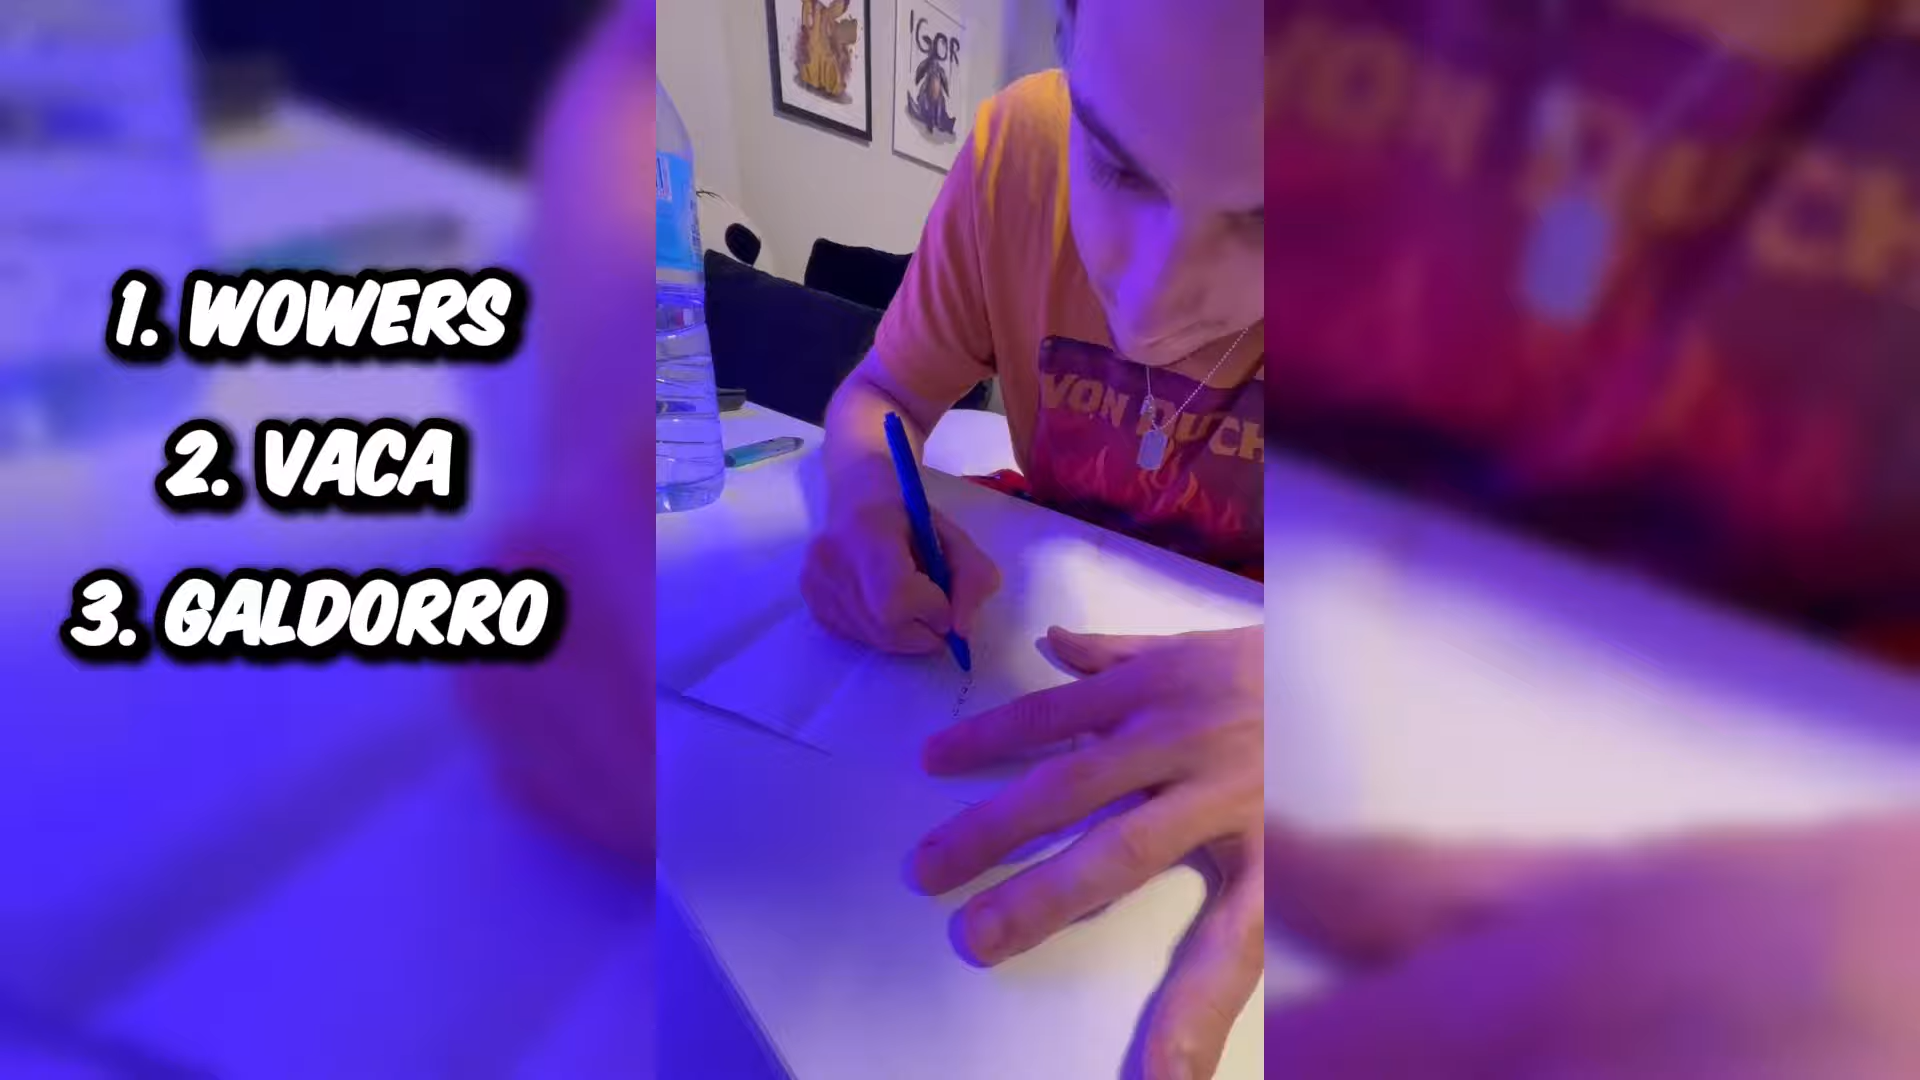 1. WOWERS
2. VACA
3. GALDORRO
IGOR
VON DUCH